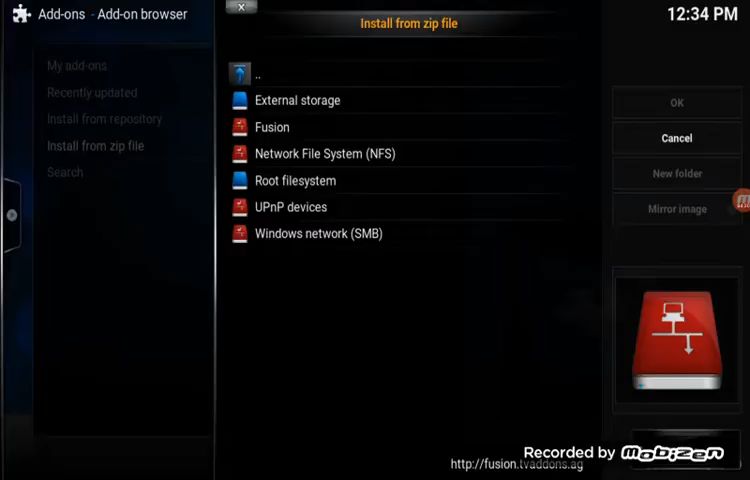 Add-ons - Add-on browser
X
Install from zip file
12:34 PM
My add-ons
Recently updated
Install from repository
Install from zip file
Search
..
External storage
Fusion
Network File System (NFS)
Root filesystem
UPnP devices
Windows network (SMB)
OK
Cancel
New folder
Mirror image
Recorded by Mobizen
http://fusion.tvaddons.ag